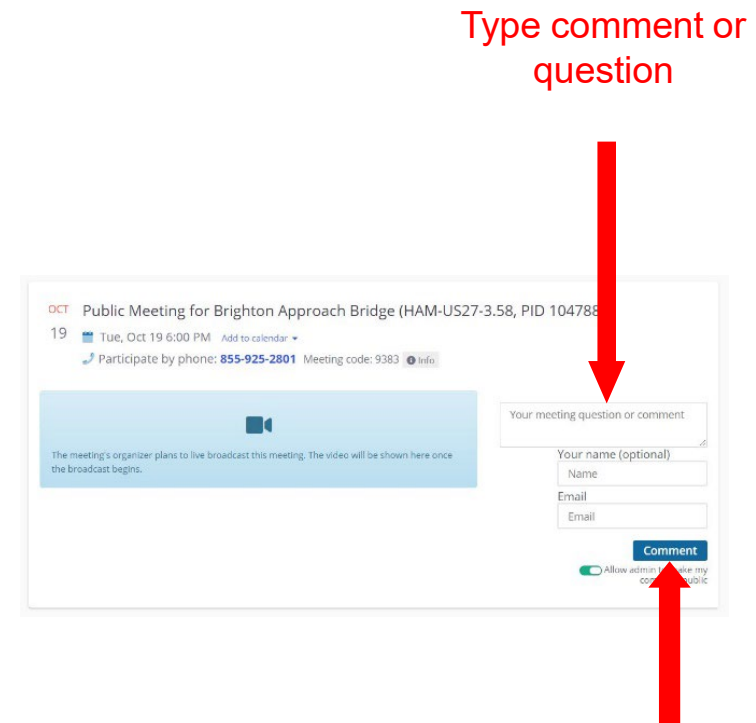 Type comment or
question
OCT
19
Public Meeting for Brighton Approach Bridge (HAM-US27-3.58, PID 104788
Tue, Oct 19 6:00 PM Add to calendar
Participate by phone: 855-925-2801 Meeting code: 9383 Info
The meeting's organizer plans to live broadcast this meeting. The video will be shown here once
the broadcast begins.
Your meeting question or comment
Your name (optional)
Name
Email
Email
Comment
Allow admin my